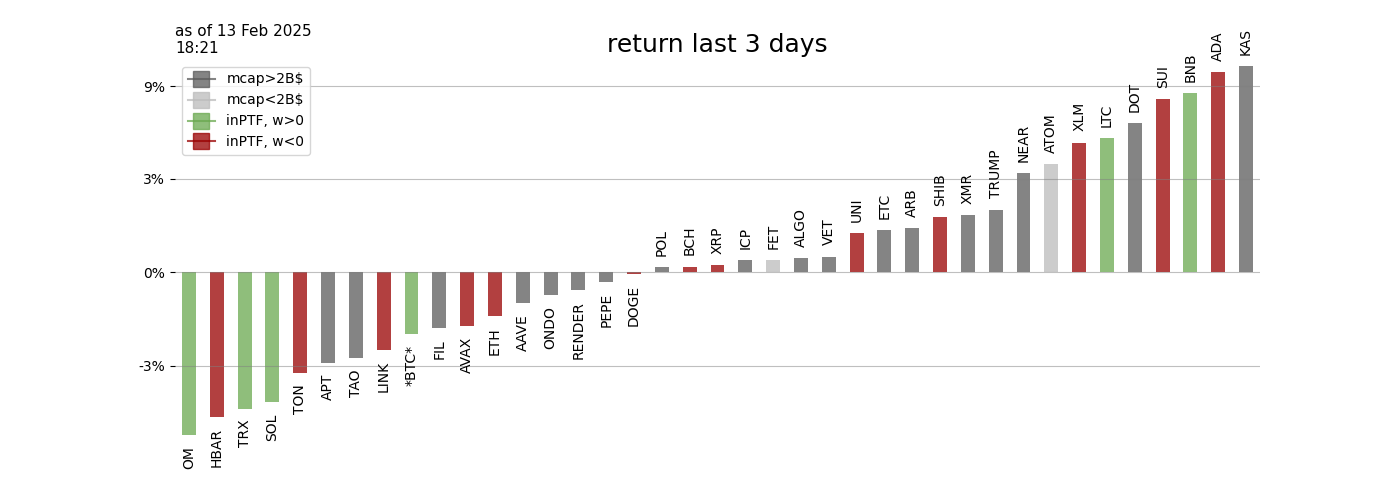 as of 13 Feb 2025
18:21
return last 3 days
mcap>2B$
mcap<2B$
inPTF, w>0
inPTF, w<0
9%
3%
0%
-3%
OM
HBAR
TRX
SOL
TON
APT
TAO
LINK
*BTC*
FIL
AVAX
ETH
AAVE
ONDO
RENDER
PEPE
DOGE
POL
BCH
XRP
ICP
FET
ALGO
VET
UNI
ETC
ARB
SHIB
XMR
TRUMP
NEAR
ATOM
XLM
LTC
DOT
SUI
BNB
ADA
KAS